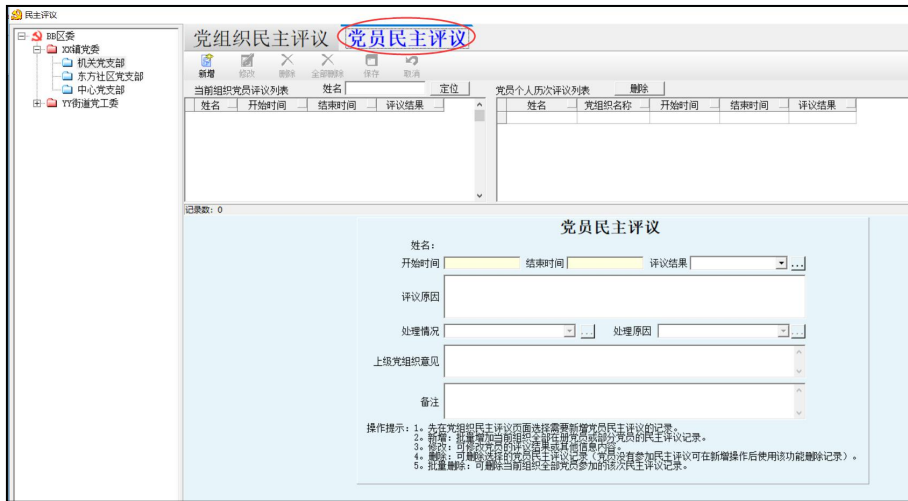 民主评议
BB区委
XX镇党委
机关党支部
东方社区党支部
中心党支部
YY街道党工委
党组织民主评议 党员民主评议
新增 修改 删除 全部删除 保存 取消
当前组织党员评议列表 姓名 定位 党员个人历次评议列表 删除
姓名 开始时间 结束时间 评议结果 姓名 党组织名称 开始时间 结束时间 评议结果
记录数: 0
党员民主评议
姓名:
开始时间 结束时间 评议结果 ...
评议原因
处理情况 ... 处理原因 ...
上级党组织意见
备注
操作提示: 1。先在党组织民主评议页面选择需要新增党员民主评议的记录。
2。新增: 批量增加当前组织全部在册党员或部分党员的民主评议记录。
3。修改: 可修改党员的评议结果或其他信息内容。
4。删除: 可删除选择的党员民主评议记录（党员没有参加民主评议可在新增操作后使用该功能删除记录）。
5。批量删除: 可删除当前组织全部党员参加的该次民主评议记录。